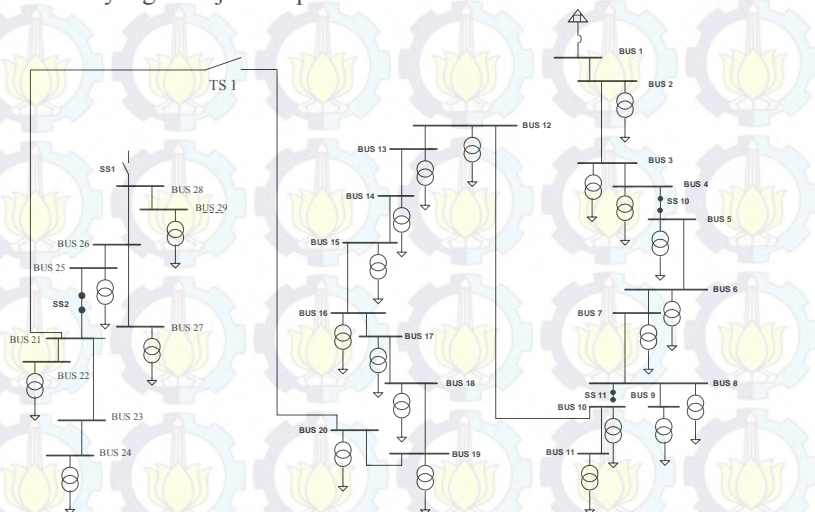 BUS 1
BUS 2
TS 1
BUS 12
BUS 13
BUS 3
SS1
BUS 28
BUS 4
BUS 14
SS 10
BUS 29
BUS 5
BUS 26
BUS 15
BUS 25
BUS 6
SS2
BUS 16
BUS 7
BUS 27
BUS 17
BUS 21
BUS 22
BUS 18
BUS 8
SS 11
BUS 9
BUS 10
BUS 23
BUS 20
BUS 24
BUS 19
BUS 11